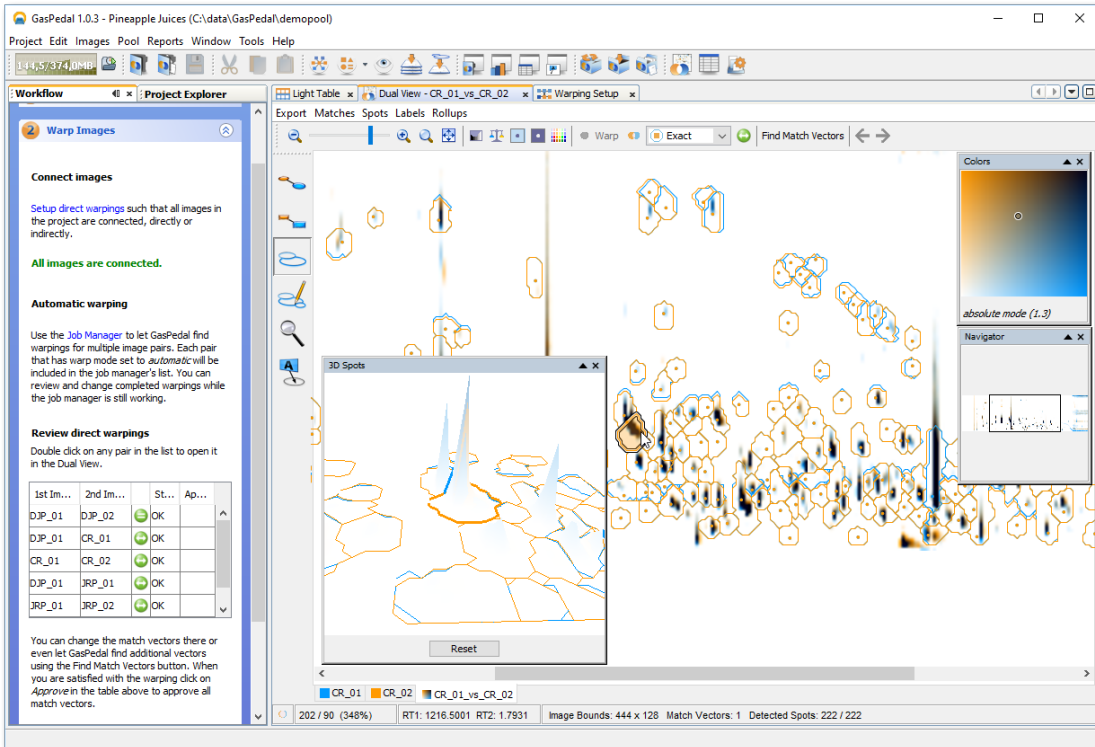 GasPedal 1.0.3 - Pineapple Juices (C:\data\GasPedal\demopool)
Project Edit Images Pool Reports Window Tools Help
144,5/374,0MB
Workflow
Project Explorer
Light Table
Dual View - CR_01_vs_CR_02
Warping Setup
Export Matches Spots Labels Rollups
Warp
Exact
Find Match Vectors
2 Warp Images
Connect images
Setup direct warpings such that all images in
the project are connected, directly or
indirectly.
All images are connected.
Automatic warping
Use the Job Manager to let GasPedal find
warpings for multiple image pairs. Each pair
that has warp mode set to automatic will be
included in the job manager's list. You can
review and change completed warpings while
the job manager is still working.
Review direct warpings
Double click on any pair in the list to open it
in the Dual View.
1st Im... 2nd Im... St... Ap...
DJP_01 DJP_02 OK
DJP_01 CR_01 OK
CR_01 CR_02 OK
DJP_01 JRP_01 OK
JRP_01 JRP_02 OK
You can change the match vectors there or
even let GasPedal find additional vectors
using the Find Match Vectors button. When
you are satisfied with the warping click on
Approve in the table above to approve all
match vectors.
A
3D Spots
Reset
Colors
absolute mode (1.3)
Navigator
CR_01 CR_02 CR_01_vs_CR_02
202 / 90 (348%) RT1: 1216.5001 RT2: 1.7931 Image Bounds: 444 x 128 Match Vectors: 1 Detected Spots: 222 / 222